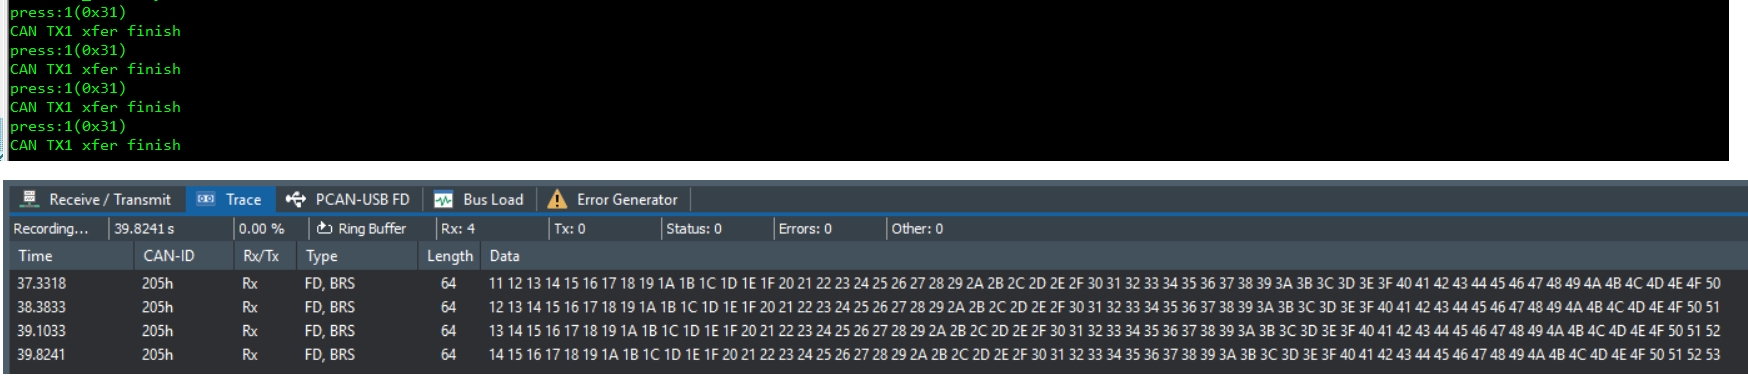 press:1(0x31)
CAN TX1 xfer finish
press:1(0x31)
CAN TX1 xfer finish
press:1(0x31)
CAN TX1 xfer finish
press:1(0x31)
CAN TX1 xfer finish
Receive / Transmit Trace PCAN-USB FD Bus Load Error Generator
Recording... 39.8241 s 0.00 % Ring Buffer Rx: 4 Tx: 0 Status: 0 Errors: 0 Other: 0
Time CAN-ID Rx/Tx Type Length Data
37.3318 205h Rx FD, BRS 64 11 12 13 14 15 16 17 18 19 1A 1B 1C 1D 1E 1F 20 21 22 23 24 25 26 27 28 29 2A 2B 2C 2D 2E 2F 30 31 32 33 34 35 36 37 38 39 3A 3B 3C 3D 3E 3F 40 41 42 43 44 45 46 47 48 49 4A 4B 4C 4D 4E 4F 50
38.3833 205h Rx FD, BRS 64 12 13 14 15 16 17 18 19 1A 1B 1C 1D 1E 1F 20 21 22 23 24 25 26 27 28 29 2A 2B 2C 2D 2E 2F 30 31 32 33 34 35 36 37 38 39 3A 3B 3C 3D 3E 3F 40 41 42 43 44 45 46 47 48 49 4A 4B 4C 4D 4E 4F 50 51
39.1033 205h Rx FD, BRS 64 13 14 15 16 17 18 19 1A 1B 1C 1D 1E 1F 20 21 22 23 24 25 26 27 28 29 2A 2B 2C 2D 2E 2F 30 31 32 33 34 35 36 37 38 39 3A 3B 3C 3D 3E 3F 40 41 42 43 44 45 46 47 48 49 4A 4B 4C 4D 4E 4F 50 51 52
39.8241 205h Rx FD, BRS 64 14 15 16 17 18 19 1A 1B 1C 1D 1E 1F 20 21 22 23 24 25 26 27 28 29 2A 2B 2C 2D 2E 2F 30 31 32 33 34 35 36 37 38 39 3A 3B 3C 3D 3E 3F 40 41 42 43 44 45 46 47 48 49 4A 4B 4C 4D 4E 4F 50 51 52 53